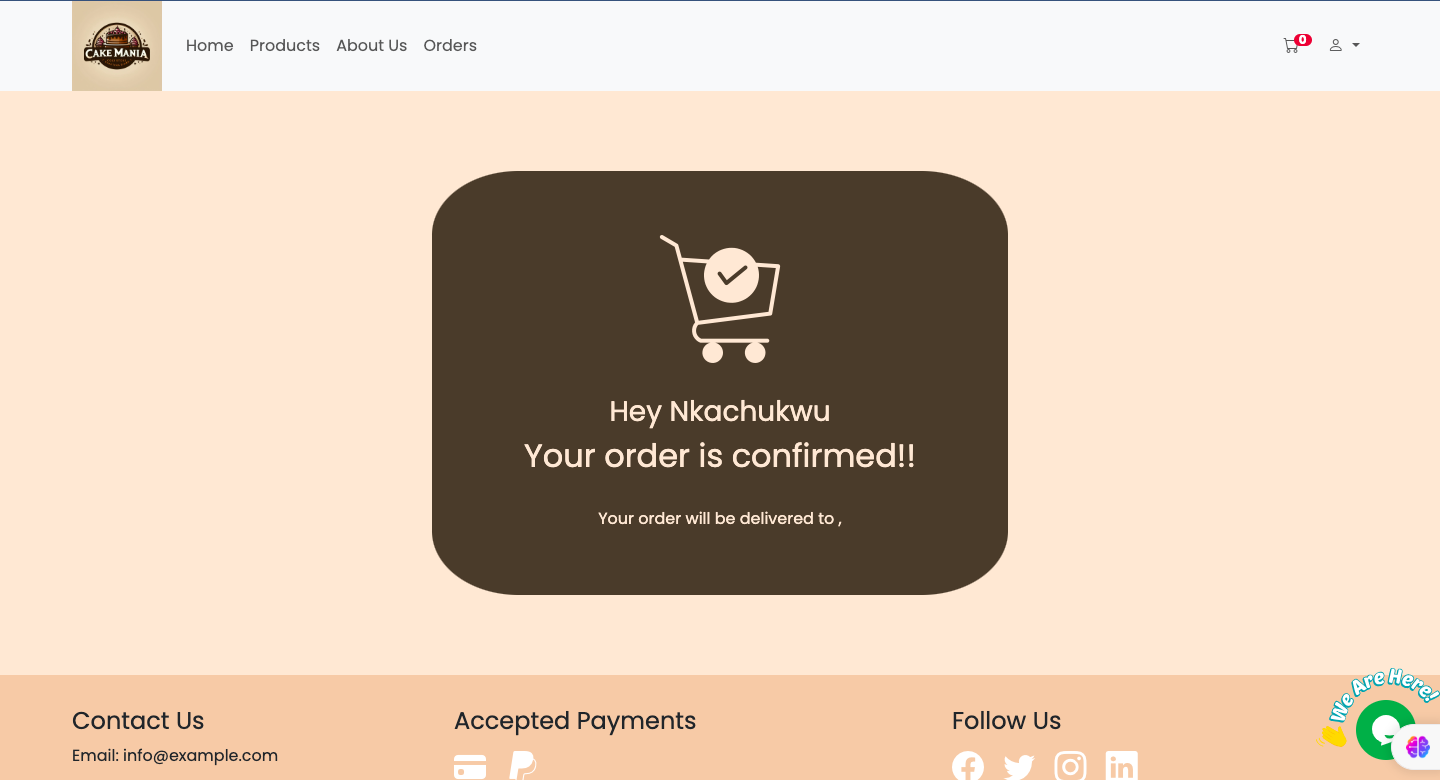 CAKE MANIA
Home
Products
About Us
Orders
0
Hey Nkachukwu
Your order is confirmed!!
Your order will be delivered to ,
Contact Us
Email: info@example.com
Accepted Payments
Follow Us
We Are Here!